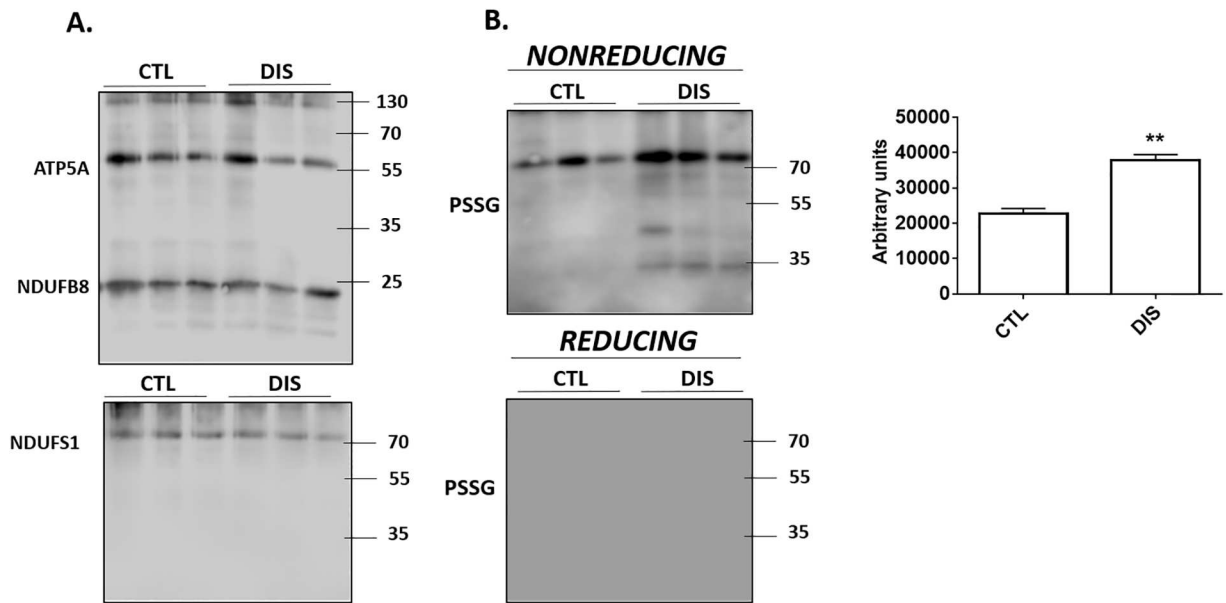 A.
CTL DIS
130
70
ATP5A
55
35
NDUFB8
25
CTL DIS
NDUFS1
70
55
35
B.
NONREDUCING
CTL DIS
70
PSSG
55
35
REDUCING
CTL DIS
70
PSSG
55
35
50000
40000
30000
20000
10000
0
Arbitrary units
**
CTL
DIS